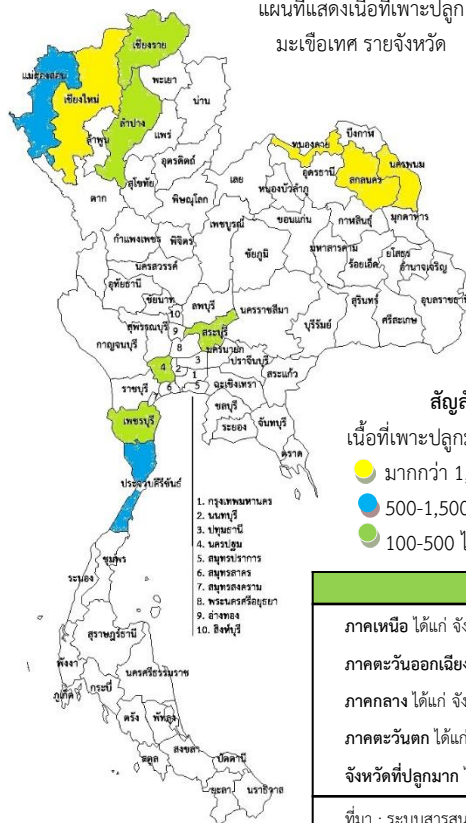 แผนที่แสดงเนื้อที่เพาะปลูก
มะเขือเทศ รายจังหวัด
เชียงราย
แม่ฮ่องสอน
เชียงใหม่
พะเยา
น่าน
ลำปาง
ลำพูน
แพร่
อุตรดิตถ์
สุโขทัย
ตาก
พิษณุโลก
เลย
หนองคาย
บึงกาฬ
นครพนม
สกลนคร
อุดรธานี
หนองบัวลำภู
เพชรบูรณ์
ขอนแก่น
กาฬสินธุ์
มุกดาหาร
กำแพงเพชร
พิจิตร
ชัยภูมิ
มหาสารคาม
ร้อยเอ็ด
ยโสธร
อำนาจเจริญ
นครสวรรค์
อุทัยธานี
ชัยนาท
ลพบุรี
นครราชสีมา
บุรีรัมย์
สุรินทร์
ศรีสะเกษ
อุบลราชธานี
10
สุพรรณบุรี
9
สระบุรี
กาญจนบุรี
8
นครนายก
3
ปราจีนบุรี
4
2
1
สระแก้ว
ราชบุรี
6
5
ฉะเชิงเทรา
7
ชลบุรี
เพชรบุรี
ระยอง
จันทบุรี
ตราด
ประจวบคีรีขันธ์
1. กรุงเทพมหานคร
2. นนทบุรี
3. ปทุมธานี
4. นครปฐม
5. สมุทรปราการ
6. สมุทรสาคร
7. สมุทรสงคราม
8. พระนครศรีอยุธยา
9. อ่างทอง
10. สิงห์บุรี
ชุมพร
ระนอง
สุราษฎร์ธานี
พังงา
ภูเก็ต
กระบี่
นครศรีธรรมราช
ตรัง
พัทลุง
สตูล
สงขลา
ปัตตานี
ยะลา
นราธิวาส
เนื้อที่เพาะปลูก
มากกว่า 1,
500-1,500
100-500 ไ
ภาคเหนือ ได้แก่ จัง
ภาคตะวันออกเฉียง
ภาคกลาง ได้แก่ จัง
ภาคตะวันตก ได้แก่
จังหวัดที่ปลูกมาก ไ
ที่มา : ระบบสารสน